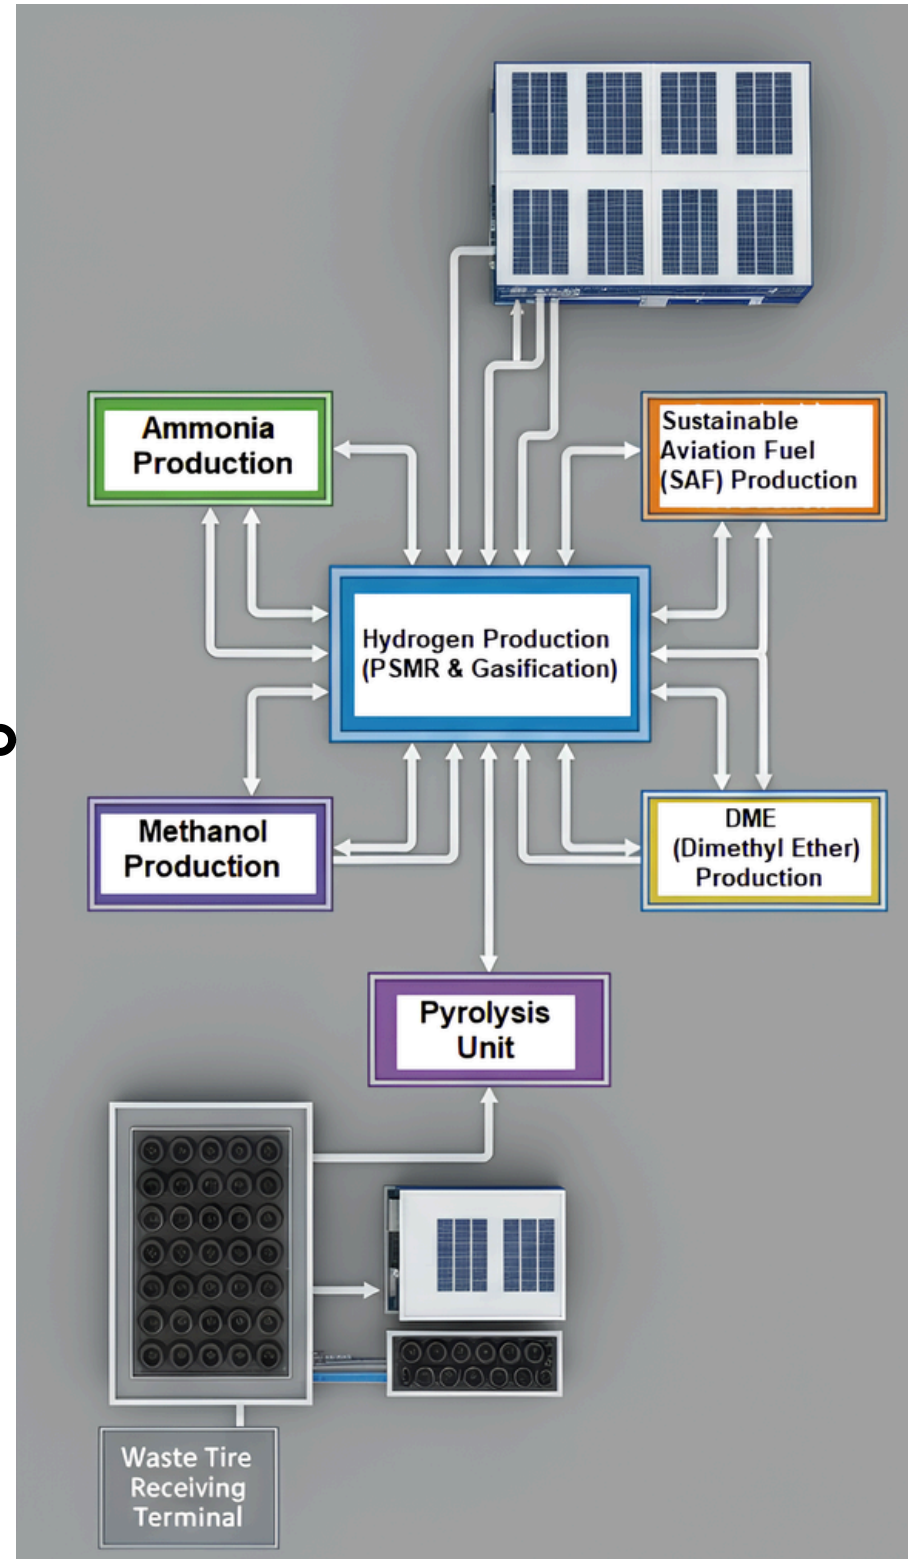 Ammonia
Production
Sustainable
Aviation Fuel
(SAF) Production
Hydrogen Production
(PSMR & Gasification)
Methanol
Production
DME
(Dimethyl Ether)
Production
Pyrolysis
Unit
Waste Tire
Receiving
Terminal